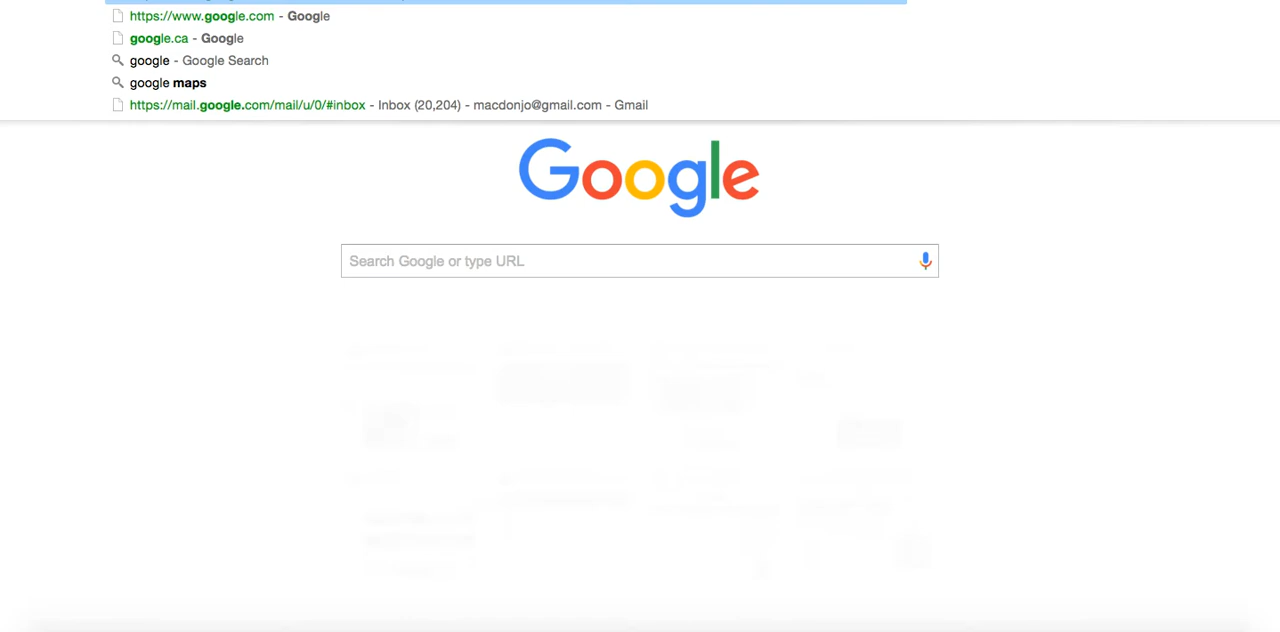 https://www.google.com - Google
google.ca - Google
google - Google Search
google maps
https://mail.google.com/mail/u/0/#inbox - Inbox (20,204) - macdonjo@gmail.com - Gmail
Google
Search Google or type URL